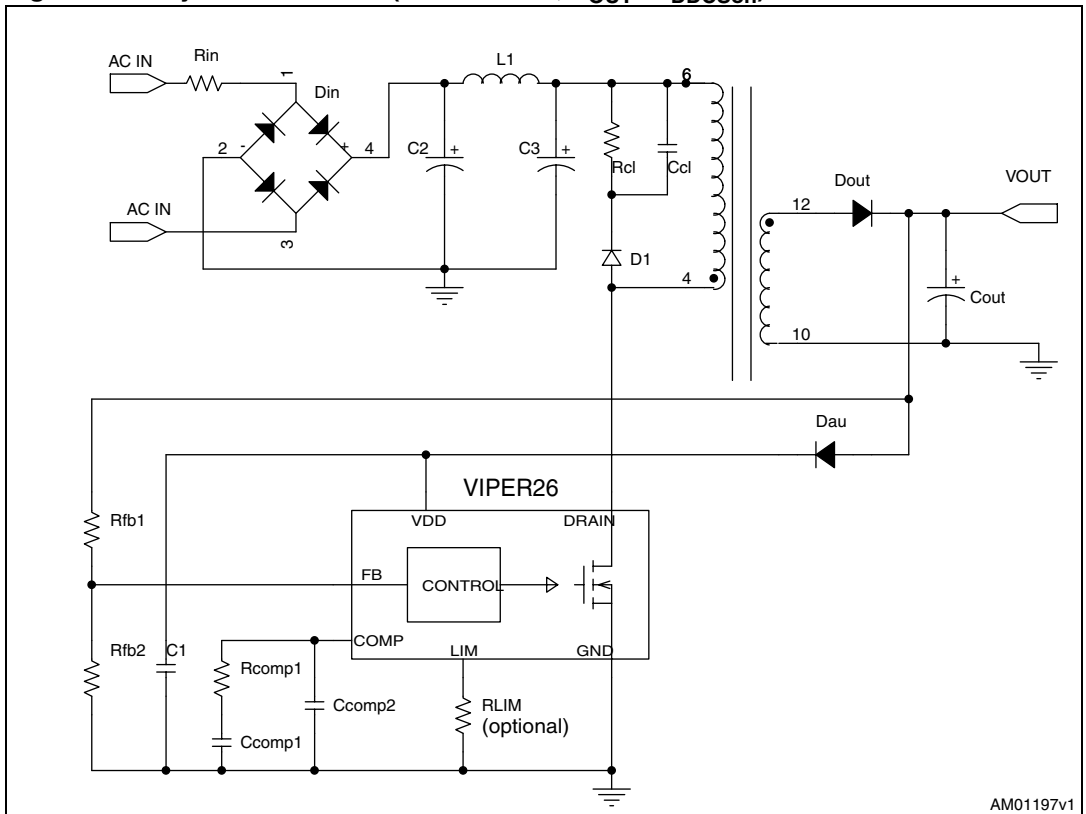 AC IN
Rin
1
Din
2
-
+
4
AC IN
3
L1
C2
+
C3
+
Rcl
Ccl
6
4
D1
12
Dout
VOUT
+
Cout
10
Dau
VIPER26
VDD
DRAIN
Rfb1
FB
CONTROL
COMP
LIM
GND
Rfb2
C1
Rcomp1
Ccomp2
RLIM
(optional)
Ccomp1
AM01197v1